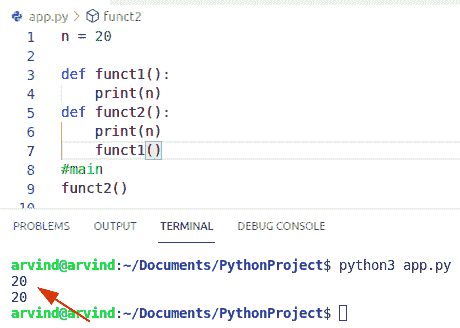 app.py > funct2
1 n = 20
2
3 def funct1():
4     print(n)
5 def funct2():
6     print(n)
7     funct1()
8 #main
9 funct2()
10
PROBLEMS OUTPUT TERMINAL DEBUG CONSOLE
arvind@arvind:~/Documents/PythonProject$ python3 app.py
20
20
arvind@arvind:~/Documents/PythonProject$